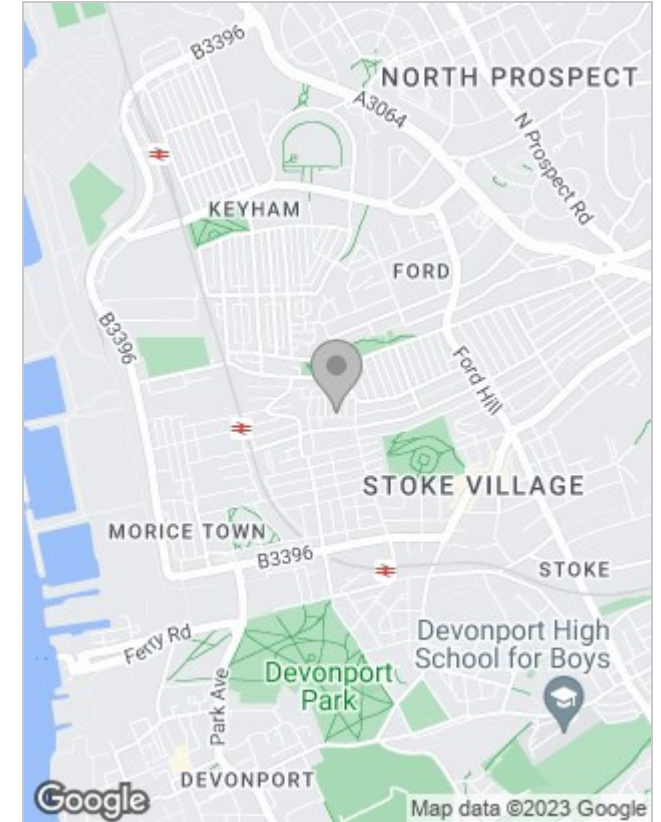 B3396
NORTH PROSPECT
A3064
N Prospect Rd
KEYHAM
FORD
B3396
Ford Hill
STOKE VILLAGE
MORICE TOWN
B3396
STOKE
Ferry Rd
Devonport High
School for Boys
Devonport
Park
Park Ave
DEVONPORT
Google
Map data ©2023 Google